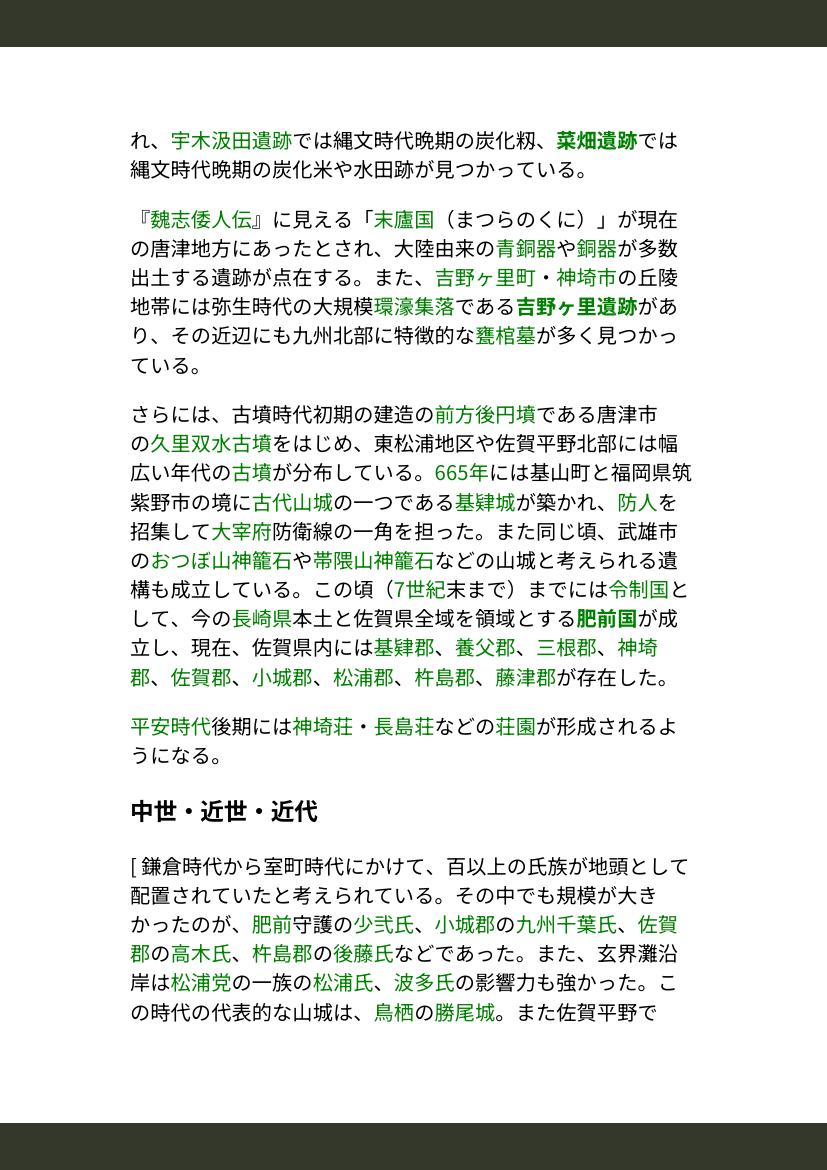 れ、宇木汲田遺跡では縄文時代晩期の炭化籾、菜畑遺跡では
縄文時代晩期の炭化米や水田跡が見つかっている。
『魏志倭人伝』に見える「末廬国（まつらのくに）」が現在
の唐津地方にあったとされ、大陸由来の青銅器や銅器が多数
出土する遺跡が点在する。また、吉野ヶ里町・神埼市の丘陵
地帯には弥生時代の大規模環濠集落である吉野ヶ里遺跡があ
り、その近辺にも九州北部に特徴的な甕棺墓が多く見つかっ
ている。
さらには、古墳時代初期の建造の前方後円墳である唐津市
の久里双水古墳をはじめ、東松浦地区や佐賀平野北部には幅
広い年代の古墳が分布している。665年には基山町と福岡県筑
紫野市の境に古代山城の一つである基肄城が築かれ、防人を
招集して大宰府防衛線の一角を担った。また同じ頃、武雄市
のおつぼ山神籠石や帯隈山神籠石などの山城と考えられる遺
構も成立している。この頃（7世紀末まで）までには令制国と
して、今の長崎県本土と佐賀県全域を領域とする肥前国が成
立し、現在、佐賀県内には基肄郡、養父郡、三根郡、神埼
郡、佐賀郡、小城郡、松浦郡、杵島郡、藤津郡が存在した。
平安時代後期には神埼荘・長島荘などの荘園が形成されるよ
うになる。
中世・近世・近代
[ 鎌倉時代から室町時代にかけて、百以上の氏族が地頭として
配置されていたと考えられている。その中でも規模が大き
かったのが、肥前守護の少弐氏、小城郡の九州千葉氏、佐賀
郡の高木氏、杵島郡の後藤氏などであった。また、玄界灘沿
岸は松浦党の一族の松浦氏、波多氏の影響力も強かった。こ
の時代の代表的な山城は、鳥栖の勝尾城。また佐賀平野で